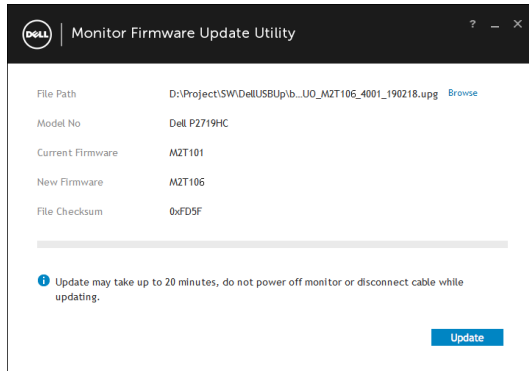 DELL
Monitor Firmware Update Utility
? _ X
File Path D:\Project\SW\DellUSBUp\b...UO_M2T106_4001_190218.upg Browse
Model No Dell P2719HC
Current Firmware M2T101
New Firmware M2T106
File Checksum 0xFD5F
Update may take up to 20 minutes, do not power off monitor or disconnect cable while
updating.
Update